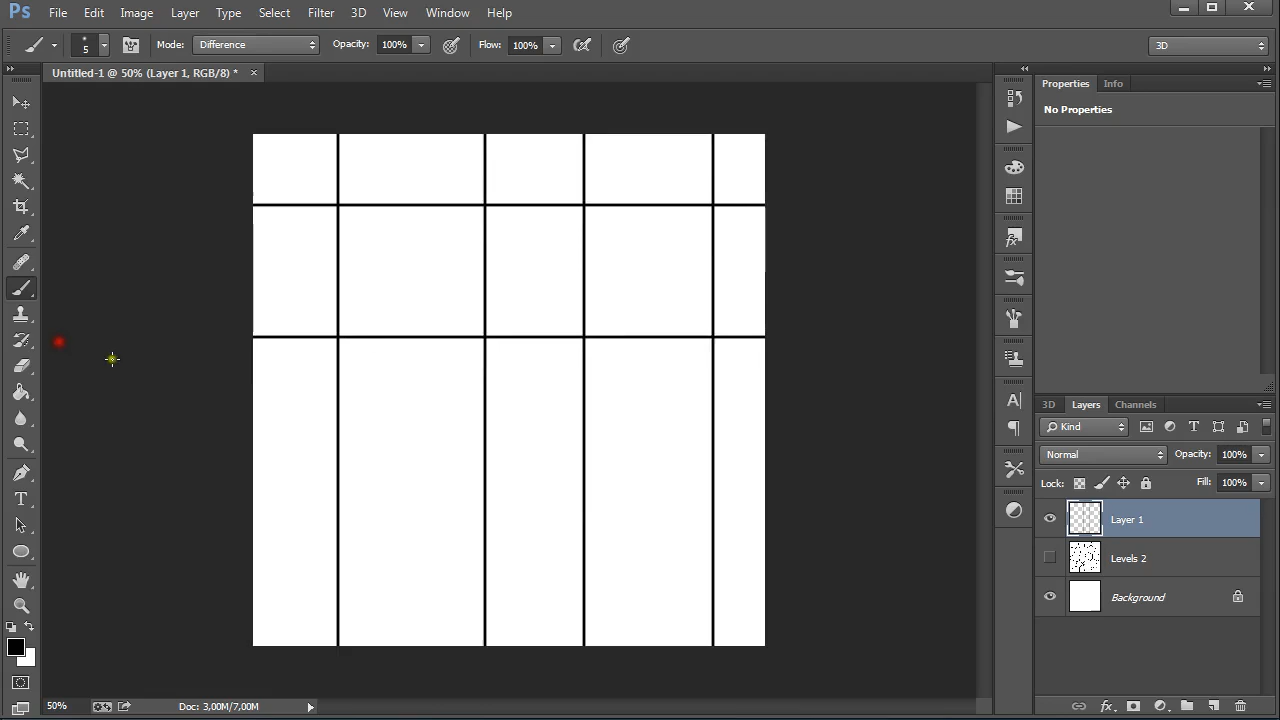 Ps File Edit Image Layer Type Select Filter 3D View Window Help
5 Mode: Difference Opacity: 100% Flow: 100% 3D
Untitled-1 @ 50% (Layer 1, RGB/8) * ×
Properties Info
No Properties
3D Layers Channels
Kind
Normal Opacity: 100%
Lock: Fill: 100%
Layer 1
Levels 2
Background
50% Doc: 3,00M/7,00M